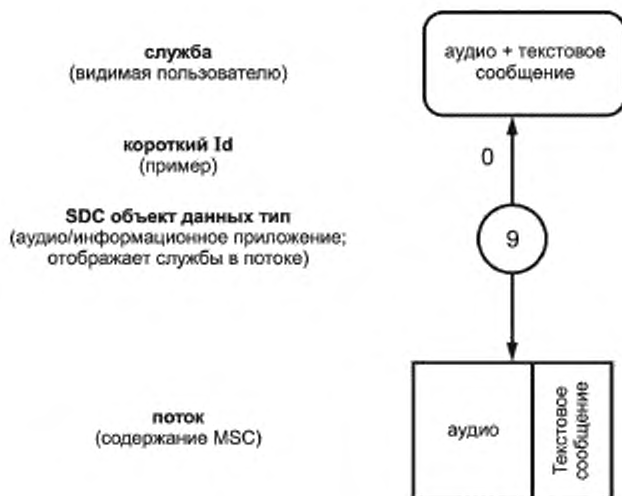 служба
(видимая пользователю)
аудио + текстовое
сообщение
короткий Id
(пример)
0
SDC объект данных тип
(аудио/информационное приложение;
отображает службы в потоке)
9
поток
(содержание MSC)
аудио
Текстовое
сообщение